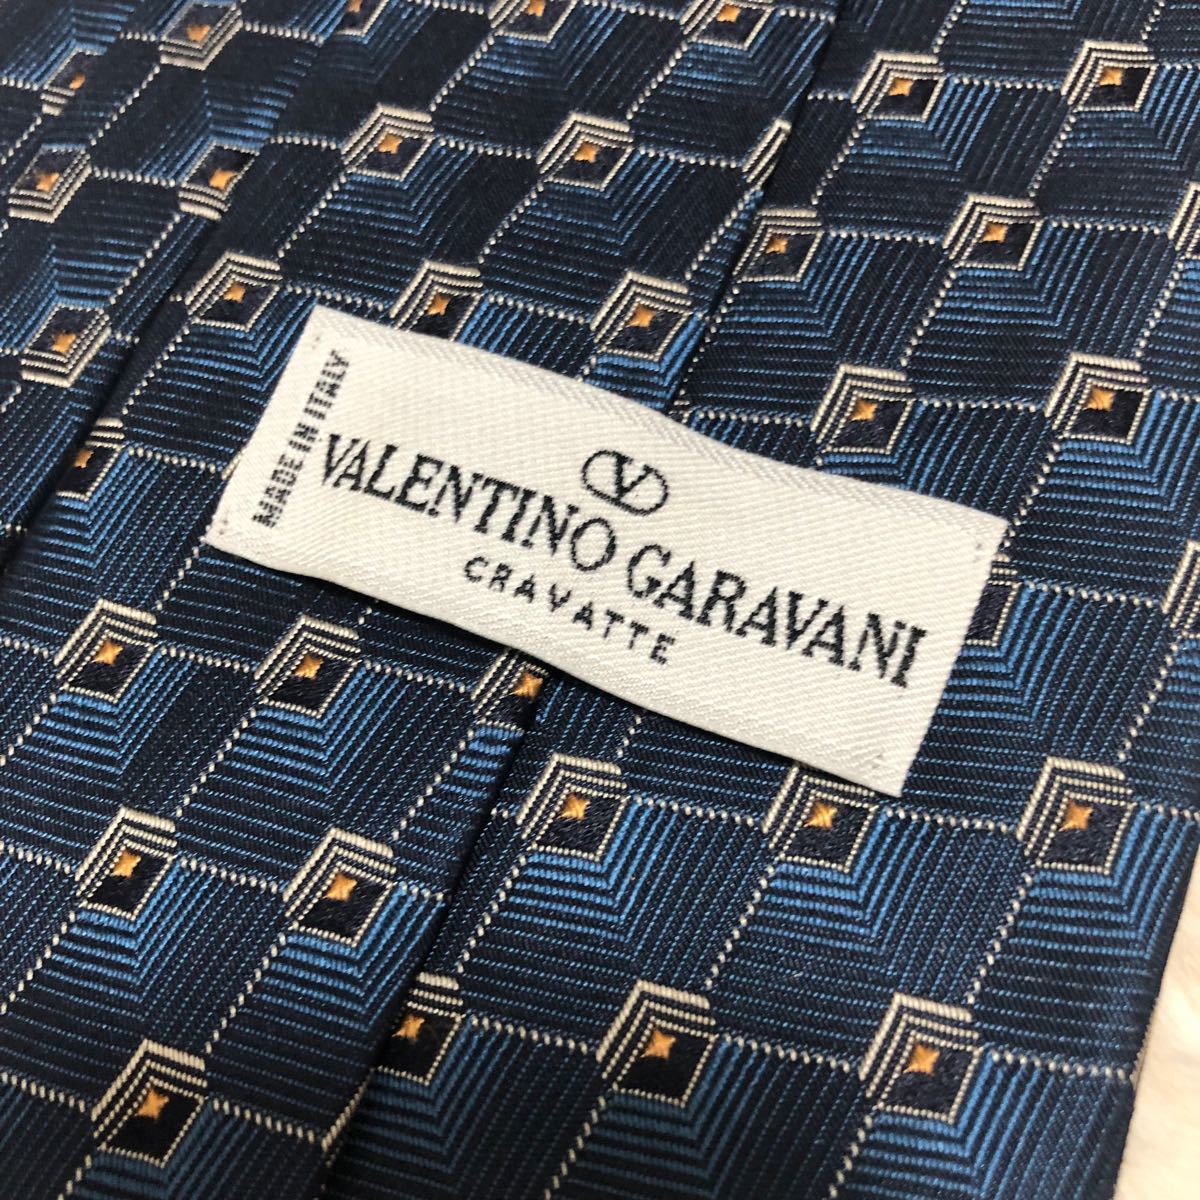 MADE IN ITALY
V
VALENTINO GARAVANI
CRAVATTE